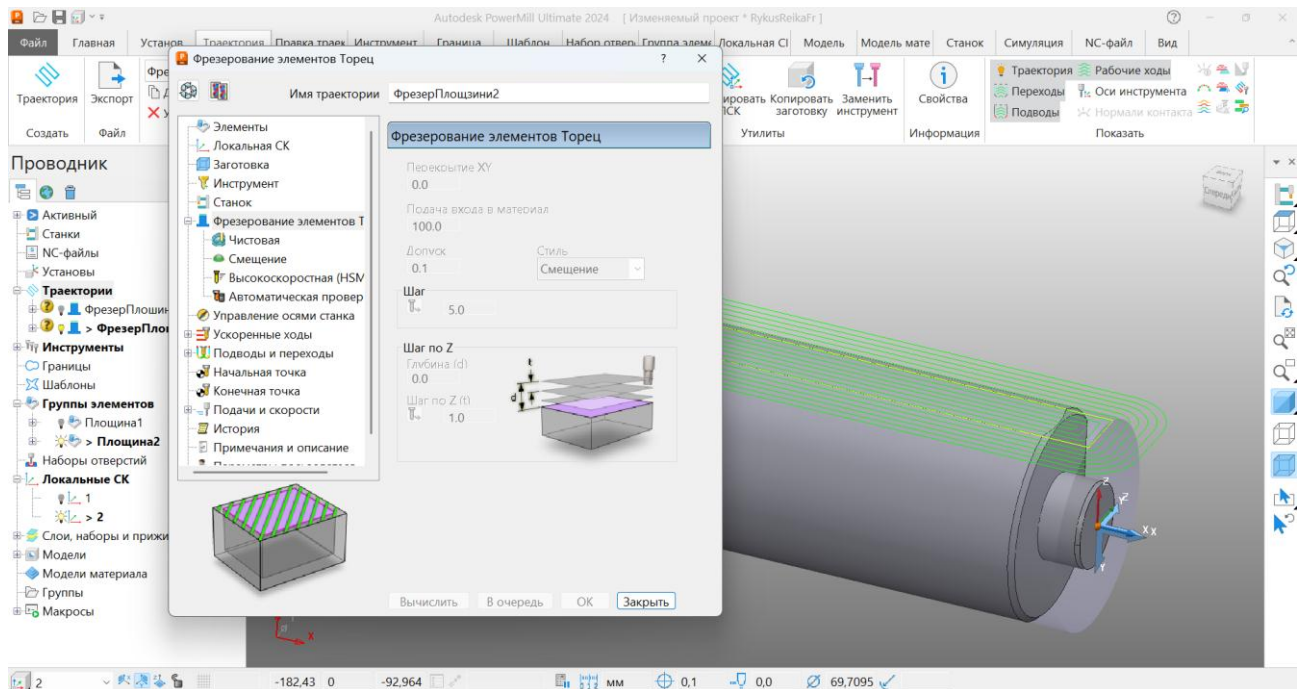 Autodesk PowerMill Ultimate 2024 [ Изменяемый проект * RykusReikaFr ]
Файл Главная Установ Траектория Правка траек Инструмент Граница Шаблон Набор отверс Группа элеме Локальная СІ Модель Модель мате Станок Симуляция NC-файл Вид
Траектория
Экспорт
Создать
Файл
ировать Копировать Заменить
ІСК заготовку инструмент
Утилиты
Свойства
Информация
Траектория Рабочие ходы
Переходы Оси инструмента
Подводы Нормали контакта
Показать
Проводник
Активный
Станки
NC-файлы
Установы
Траектории
ФрезерПлощин
> ФрезерПлощ
Инструменты
Границы
Шаблоны
Группы элементов
Площина1
> Площина2
Наборы отверстий
Локальные СК
1
> 2
Слои, наборы и прижи
Модели
Модели материала
Группы
Макросы
Фрезерование элементов Торец ? ×
Имя траектории ФрезерПлощзини2
Элементы
Локальная СК
Заготовка
Инструмент
Станок
Фрезерование элементов Т
Чистовая
Смещение
Высокоскоростная (HSM
Автоматическая провер
Управление осями станка
Ускоренные ходы
Подводы и переходы
Начальная точка
Конечная точка
Подачи и скорости
История
Примечания и описание
Фрезерование элементов Торец
Перекрытие XY
0.0
Подача входа в материал
100.0
Допуск Стиль
0.1 Смещение
Шаг
5.0
Шаг по Z
Глубина (d)
0.0
Шаг по Z (t)
1.0
t
d
Вычислить В очередь OK Закрыть
Спереди
Z
Z
Y
X X
Y
X
2 -182,43 0 -92,964 мм 0,1 0,0 69,7095